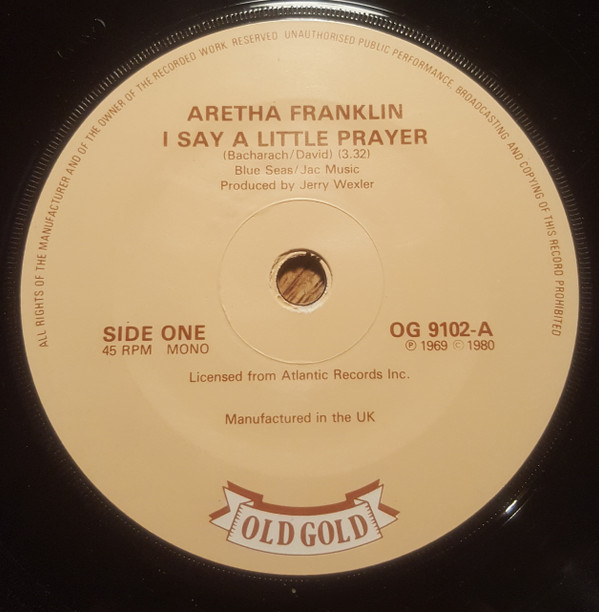 ALL RIGHTS OF THE MANUFACTURER AND OF THE OWNER OF THE RECORDED WORK RESERVED. UNAUTHORISED PUBLIC PERFORMANCE, BROADCASTING AND COPYING OF THIS RECORD PROHIBITED
ARETHA FRANKLIN
I SAY A LITTLE PRAYER
(Bacharach/David) (3.32)
Blue Seas/Jac Music
Produced by Jerry Wexler
SIDE ONE
45 RPM MONO
OG 9102-A
℗ 1969 © 1980
Licensed from Atlantic Records Inc.
Manufactured in the UK
OLD GOLD